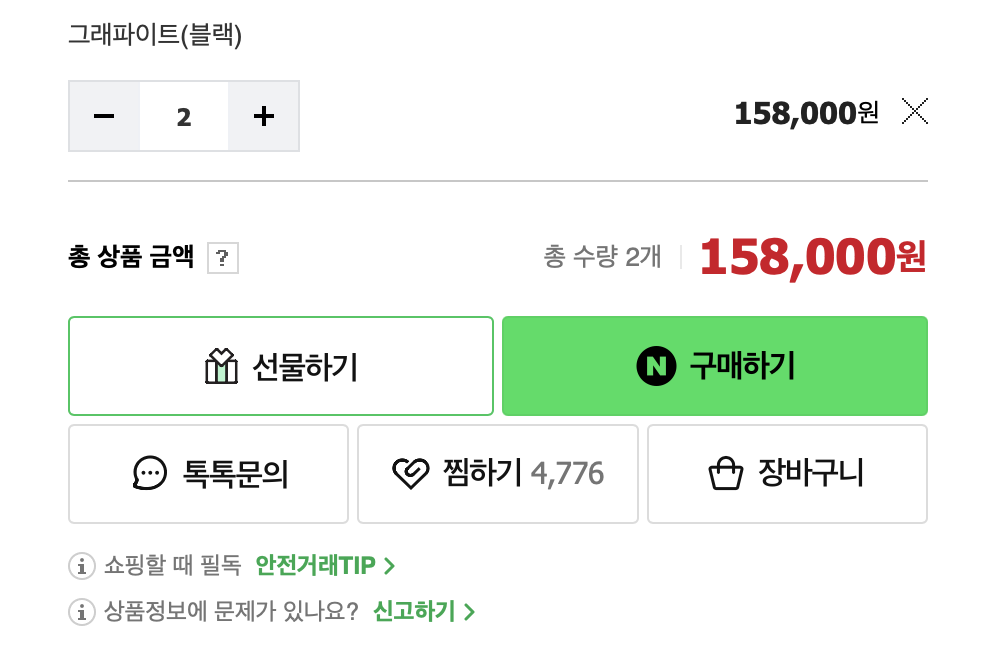 그래파이트(블랙)
− 2 + 158,000원
총 상품 금액 ? 총 수량 2개 158,000원
선물하기 N 구매하기
톡톡문의 찜하기 4,776 장바구니
쇼핑할 때 필독 안전거래TIP >
상품정보에 문제가 있나요? 신고하기 >